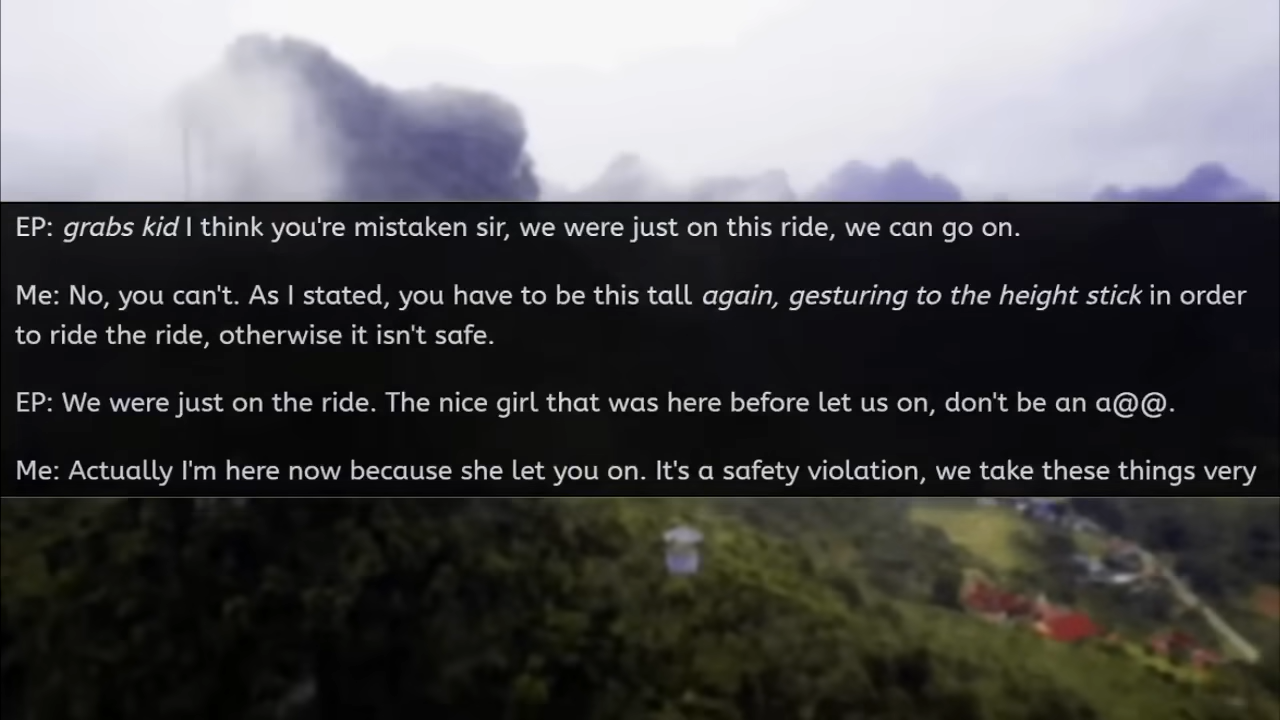 EP: grabs kid I think you're mistaken sir, we were just on this ride, we can go on.
Me: No, you can't. As I stated, you have to be this tall again, gesturing to the height stick in order
to ride the ride, otherwise it isn't safe.
EP: We were just on the ride. The nice girl that was here before let us on, don't be an a@@.
Me: Actually I'm here now because she let you on. It's a safety violation, we take these things very